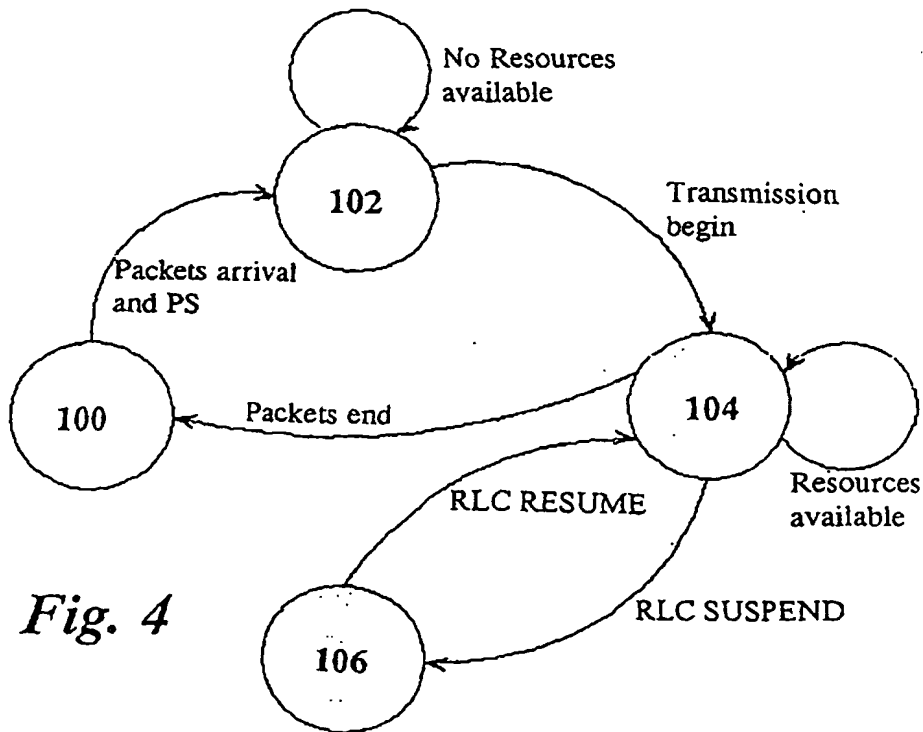 No Resources
available
102
Transmission
begin
Packets arrival
and PS
100
Packets end
104
RLC RESUME
Resources
available
Fig. 4
RLC SUSPEND
106